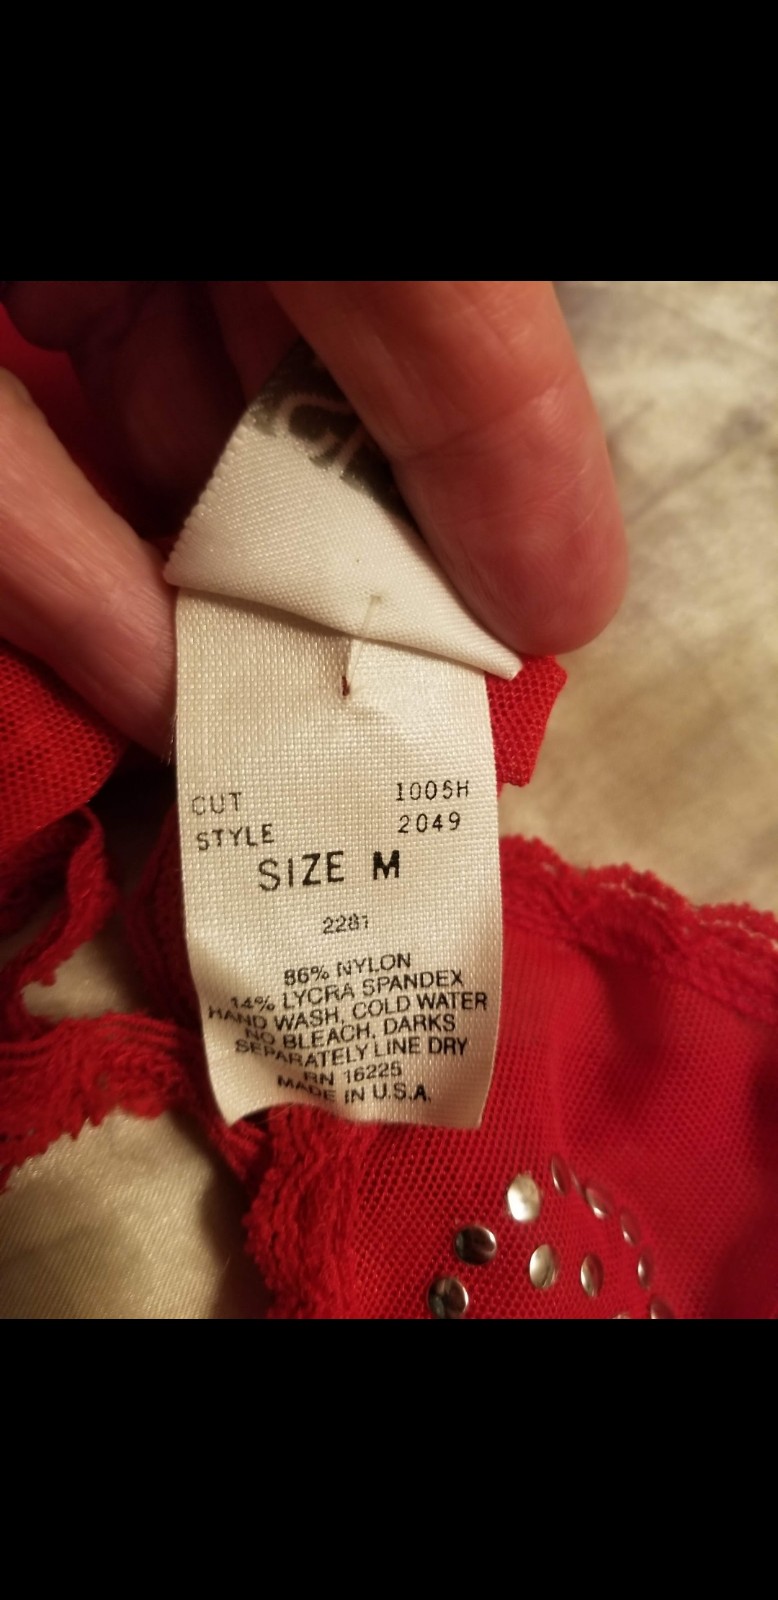 CUT 1005H
STYLE 2049
SIZE M
2281
86% NYLON
14% LYCRA SPANDEX
HAND WASH, COLD WATER
NO BLEACH, DARKS
SEPARATELY LINE DRY
RN 16225
MADE IN U.S.A.